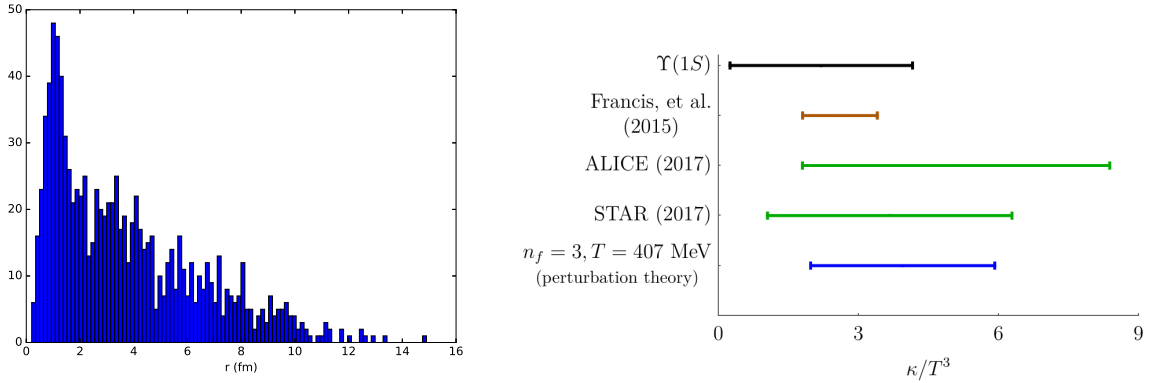 50
40
30
20
10
0
0 2 4 6 8 10 12 14 16
r (fm)
Υ(1S)
Francis, et al.
(2015)
ALICE (2017)
STAR (2017)
n_f = 3, T = 407 MeV
(perturbation theory)
0 3 6 9
κ/T³